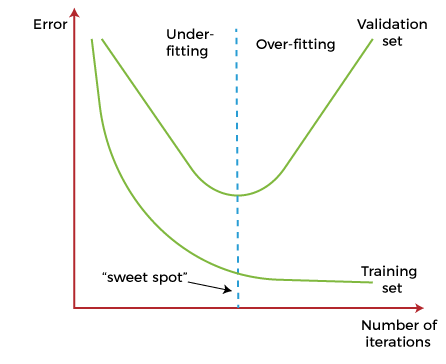 Error
Under-
fitting
Over-fitting
Validation
set
"sweet spot"
Training
set
Number of
iterations